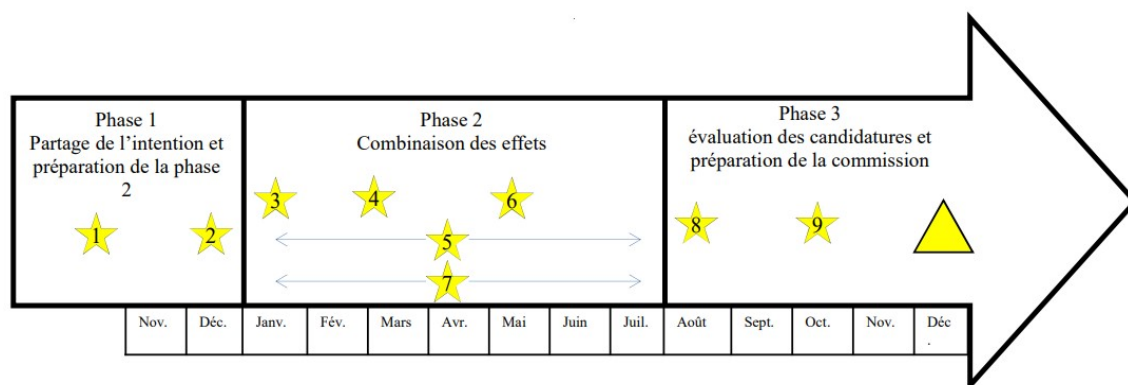 Phase 1
Partage de l'intention et
préparation de la phase
2
Phase 2
Combinaison des effets
Phase 3
évaluation des candidatures et
préparation de la commission
1
2
3
4
5
6
7
8
9
Nov.
Déc.
Janv.
Fév.
Mars
Avr.
Mai
Juin
Juil.
Août
Sept.
Oct.
Nov.
Déc
.